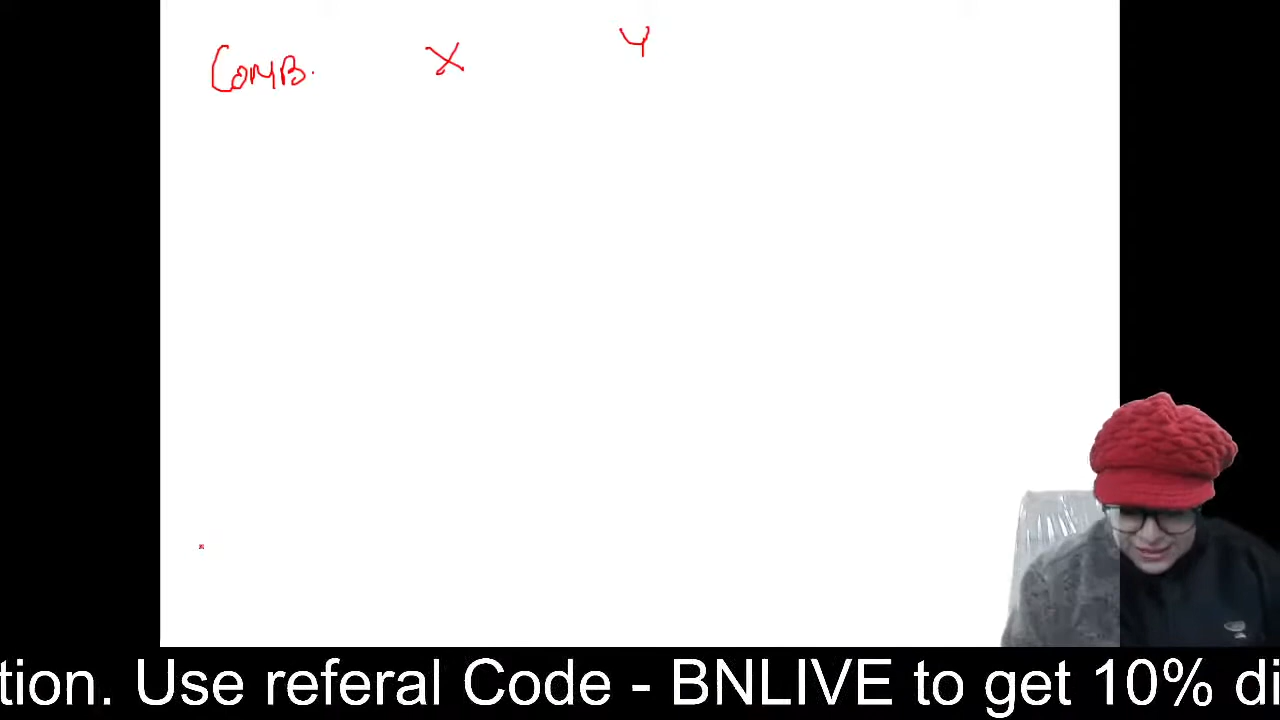 ComB. X Y
tion. Use referal Code - BNLIVE to get 10% di